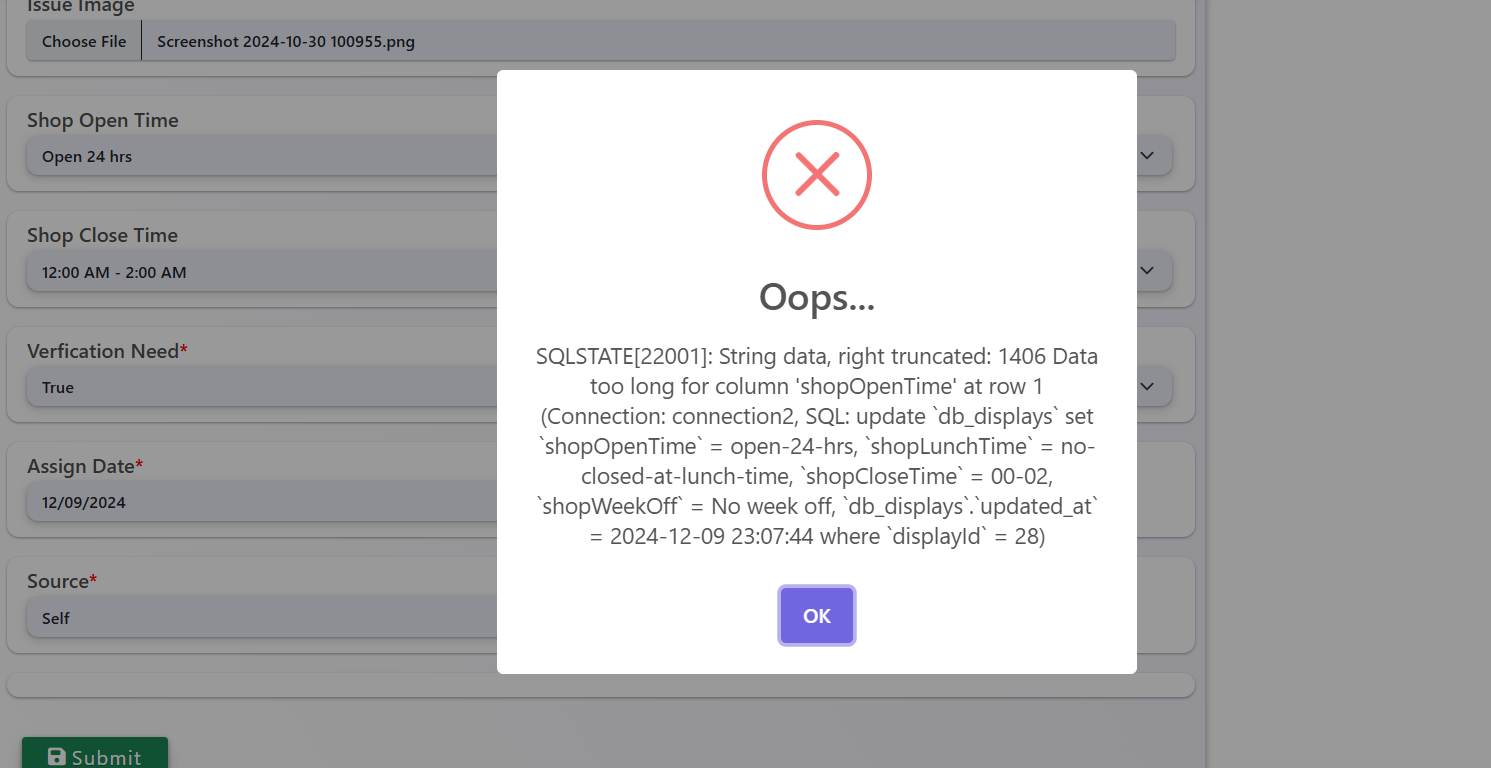 Issue Image
Choose File Screenshot 2024-10-30 100955.png
Shop Open Time
Open 24 hrs
Shop Close Time
12:00 AM - 2:00 AM
Verfication Need*
True
Assign Date*
12/09/2024
Source*
Self
Submit
Oops...
SQLSTATE[22001]: String data, right truncated: 1406 Data
too long for column 'shopOpenTime' at row 1
(Connection: connection2, SQL: update `db_displays` set
`shopOpenTime` = open-24-hrs, `shopLunchTime` = no-
closed-at-lunch-time, `shopCloseTime` = 00-02,
`shopWeekOff` = No week off, `db_displays`.`updated_at`
= 2024-12-09 23:07:44 where `displayId` = 28)
OK